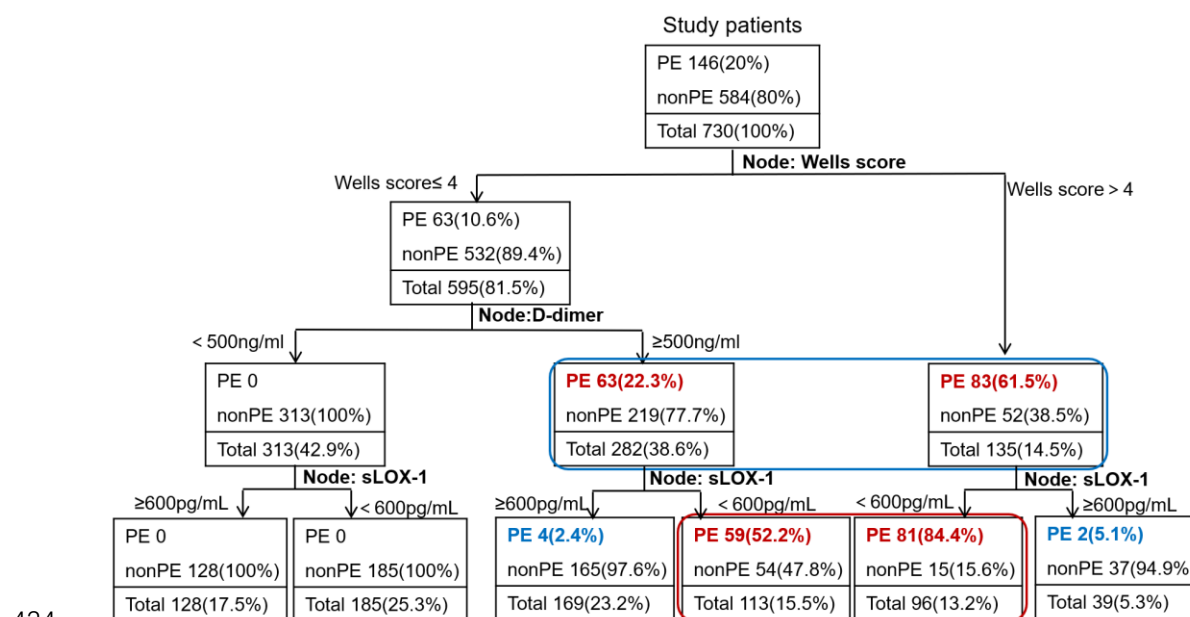 Study patients
PE 146(20%)
nonPE 584(80%)
Total 730(100%)
Node: Wells score
Wells score≤ 4
Wells score > 4
PE 63(10.6%)
nonPE 532(89.4%)
Total 595(81.5%)
Node:D-dimer
< 500ng/ml
≥500ng/ml
PE 0
nonPE 313(100%)
Total 313(42.9%)
PE 63(22.3%)
nonPE 219(77.7%)
Total 282(38.6%)
PE 83(61.5%)
nonPE 52(38.5%)
Total 135(14.5%)
Node: sLOX-1
Node: sLOX-1
Node: sLOX-1
≥600pg/mL
< 600pg/mL
≥600pg/mL
< 600pg/mL
< 600pg/mL
≥600pg/mL
PE 0
nonPE 128(100%)
Total 128(17.5%)
PE 0
nonPE 185(100%)
Total 185(25.3%)
PE 4(2.4%)
nonPE 165(97.6%)
Total 169(23.2%)
PE 59(52.2%)
nonPE 54(47.8%)
Total 113(15.5%)
PE 81(84.4%)
nonPE 15(15.6%)
Total 96(13.2%)
PE 2(5.1%)
nonPE 37(94.9%
Total 39(5.3%)